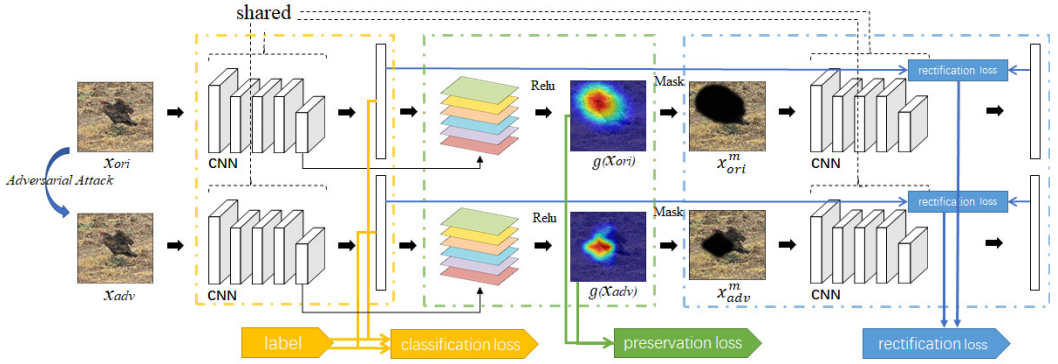 shared
rectification loss
Relu
Mask
x_ori
CNN
g(x_ori)
x^m_ori
CNN
Adversarial Attack
rectification loss
Relu
Mask
x_adv
CNN
g(x_adv)
x^m_adv
CNN
label
classification loss
preservation loss
rectification loss